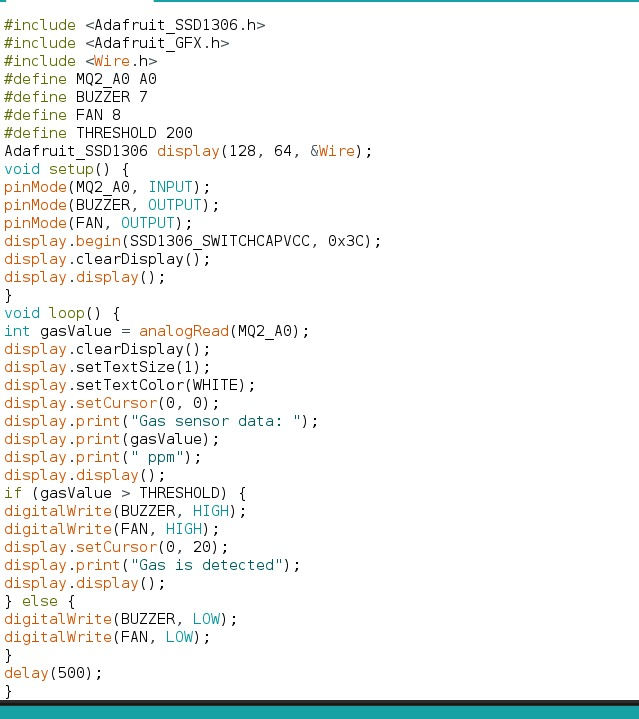 #include <Adafruit_SSD1306.h>
#include <Adafruit_GFX.h>
#include <Wire.h>
#define MQ2_A0 A0
#define BUZZER 7
#define FAN 8
#define THRESHOLD 200
Adafruit_SSD1306 display(128, 64, &Wire);
void setup() {
pinMode(MQ2_A0, INPUT);
pinMode(BUZZER, OUTPUT);
pinMode(FAN, OUTPUT);
display.begin(SSD1306_SWITCHCAPVCC, 0x3C);
display.clearDisplay();
display.display();
}
void loop() {
int gasValue = analogRead(MQ2_A0);
display.clearDisplay();
display.setTextSize(1);
display.setTextColor(WHITE);
display.setCursor(0, 0);
display.print("Gas sensor data: ");
display.print(gasValue);
display.print(" ppm");
display.display();
if (gasValue > THRESHOLD) {
digitalWrite(BUZZER, HIGH);
digitalWrite(FAN, HIGH);
display.setCursor(0, 20);
display.print("Gas is detected");
display.display();
} else {
digitalWrite(BUZZER, LOW);
digitalWrite(FAN, LOW);
}
delay(500);
}